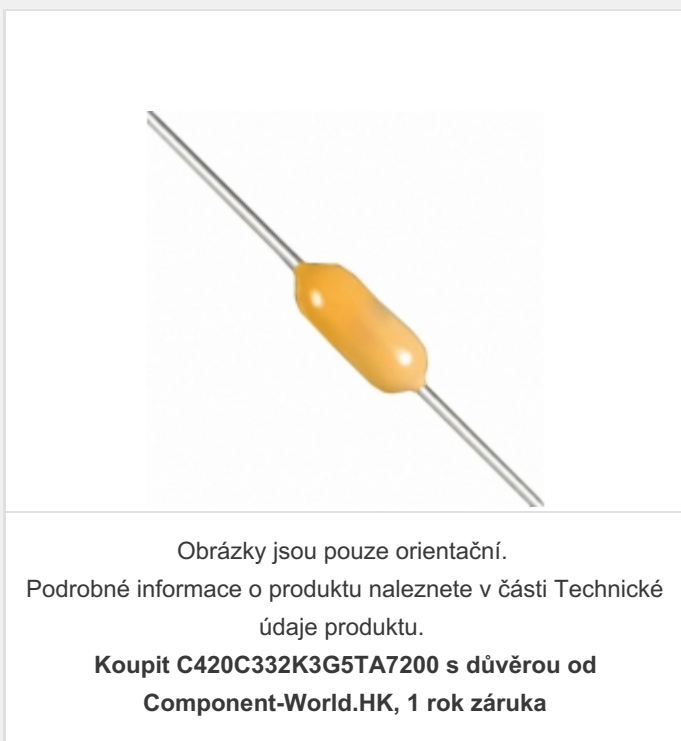 Obrázky jsou pouze orientační.
Podrobné informace o produktu naleznete v části Technické
údaje produktu.
Koupit C420C332K3G5TA7200 s důvěrou od
Component-World.HK, 1 rok záruka